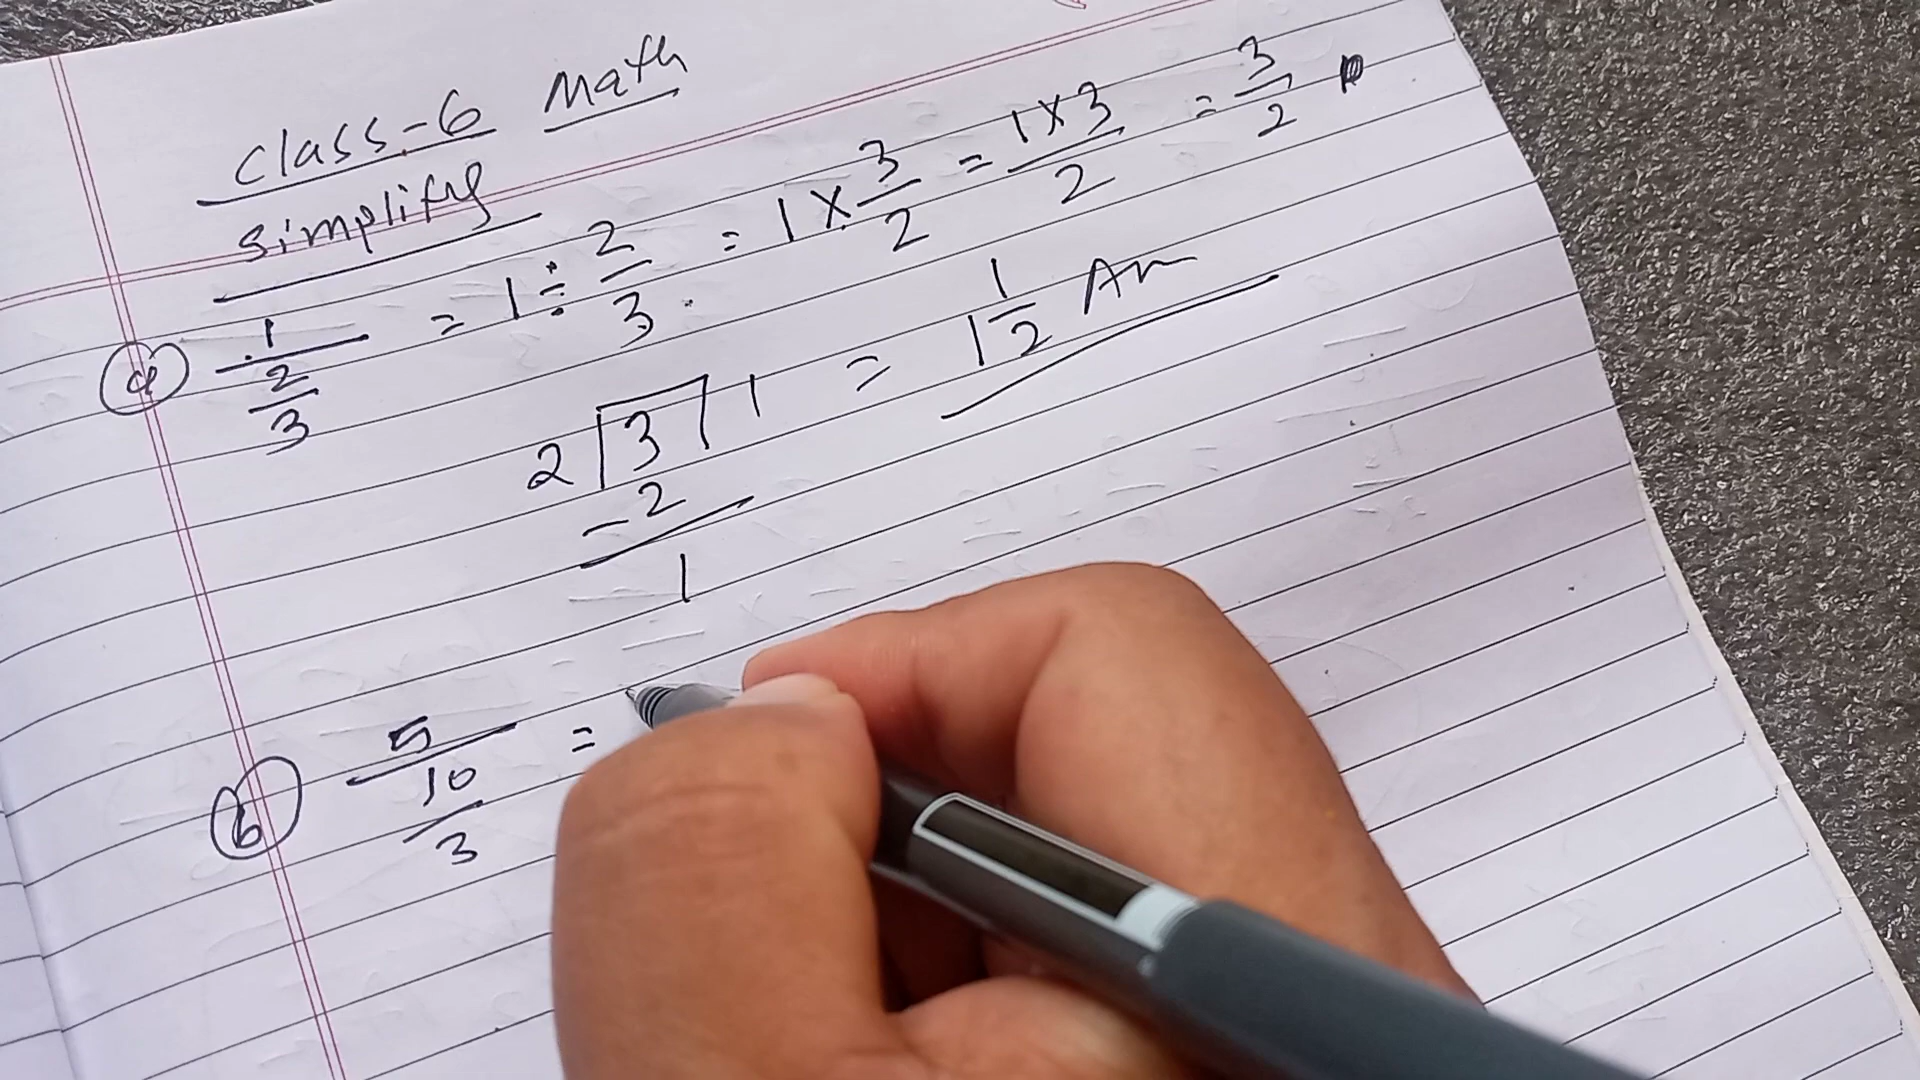 Class-6 Math
Simplify
(a) 1/(2/3) = 1 ÷ 2/3 = 1 × 3/2 = 1×3/2 = 3/2
2 | 3 | 1 = 1 1/2 An
- 2
1
(b) 5/(10/3) =